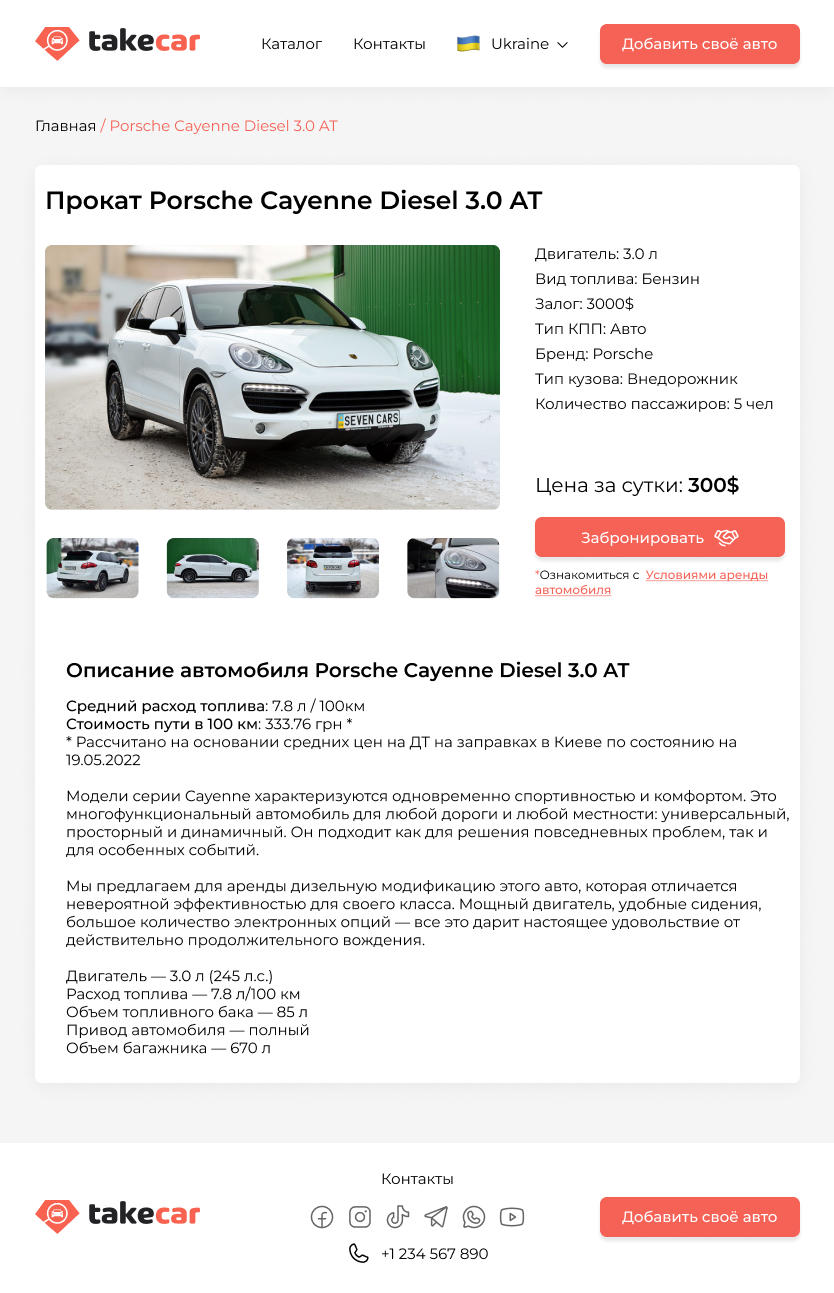 takecar
Каталог
Контакты
Ukraine
Добавить своё авто
Главная / Porsche Cayenne Diesel 3.0 AT
Прокат Porsche Cayenne Diesel 3.0 AT
SEVEN CARS
Двигатель: 3.0 л
Вид топлива: Бензин
Залог: 3000$
Тип КПП: Авто
Бренд: Porsche
Тип кузова: Внедорожник
Количество пассажиров: 5 чел
Цена за сутки: 300$
Забронировать
*Ознакомиться с Условиями аренды
автомобиля
Описание автомобиля Porsche Cayenne Diesel 3.0 AT
Средний расход топлива: 7.8 л / 100км
Стоимость пути в 100 км: 333.76 грн *
* Рассчитано на основании средних цен на ДТ на заправках в Киеве по состоянию на
19.05.2022
Модели серии Cayenne характеризуются одновременно спортивностью и комфортом. Это
многофункциональный автомобиль для любой дороги и любой местности: универсальный,
просторный и динамичный. Он подходит как для решения повседневных проблем, так и
для особенных событий.
Мы предлагаем для аренды дизельную модификацию этого авто, которая отличается
невероятной эффективностью для своего класса. Мощный двигатель, удобные сидения,
большое количество электронных опций — все это дарит настоящее удовольствие от
действительно продолжительного вождения.
Двигатель — 3.0 л (245 л.с.)
Расход топлива — 7.8 л/100 км
Объем топливного бака — 85 л
Привод автомобиля — полный
Объем багажника — 670 л
takecar
Контакты
+1 234 567 890
Добавить своё авто